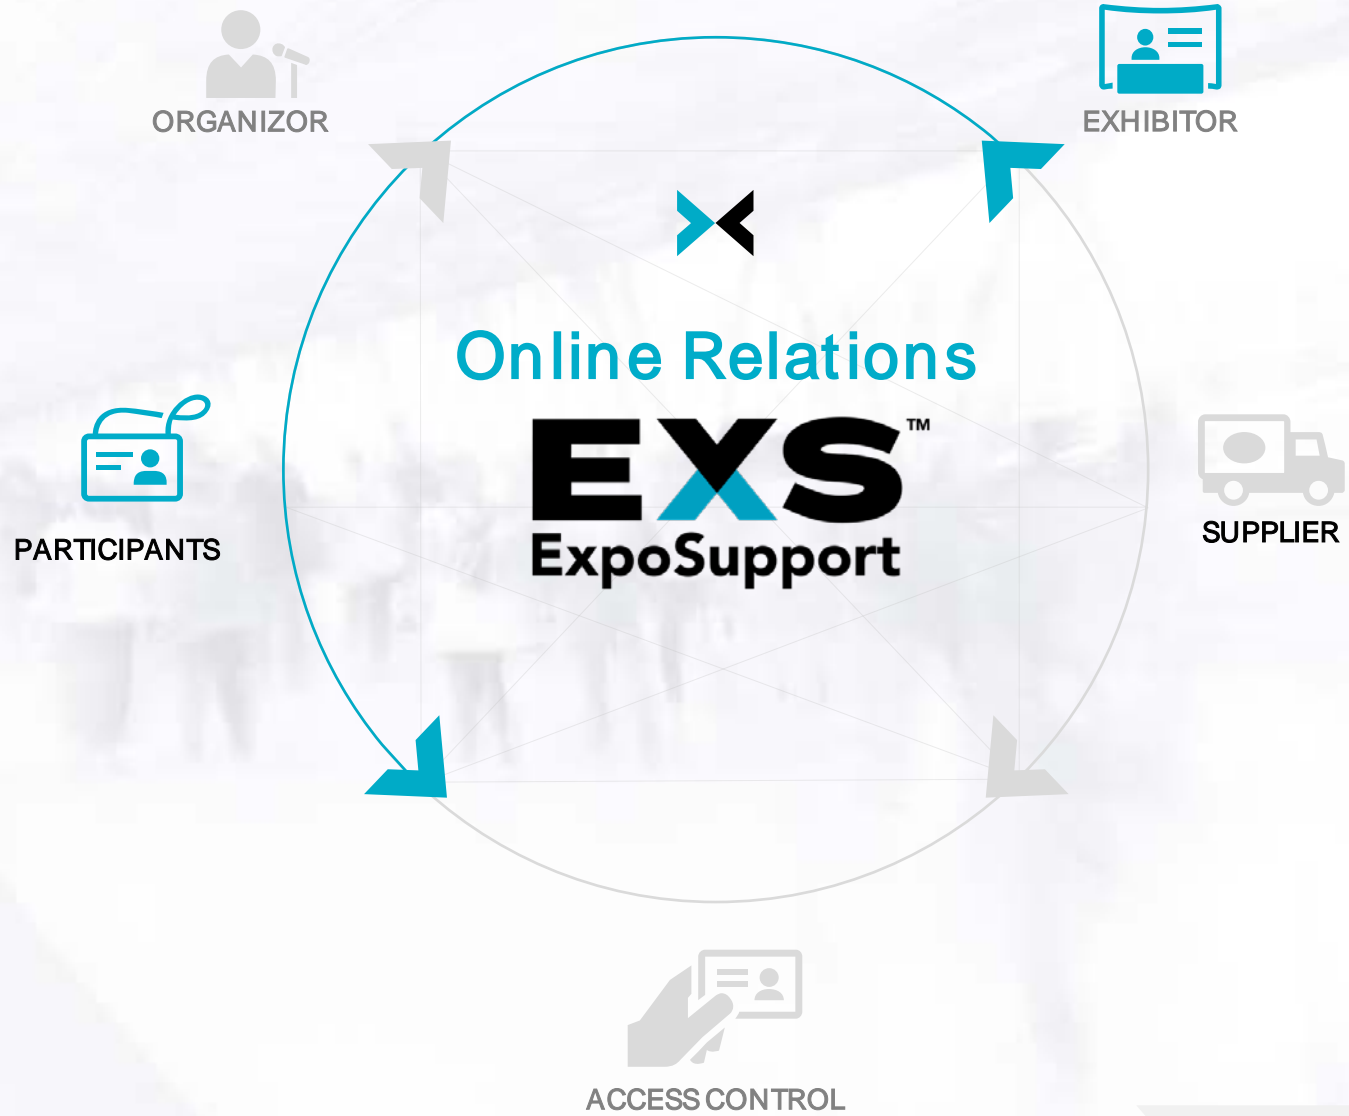 ORGANIZOR
EXHIBITOR
Online Relations
EXS™
ExpoSupport
PARTICIPANTS
SUPPLIER
ACCESS CONTROL